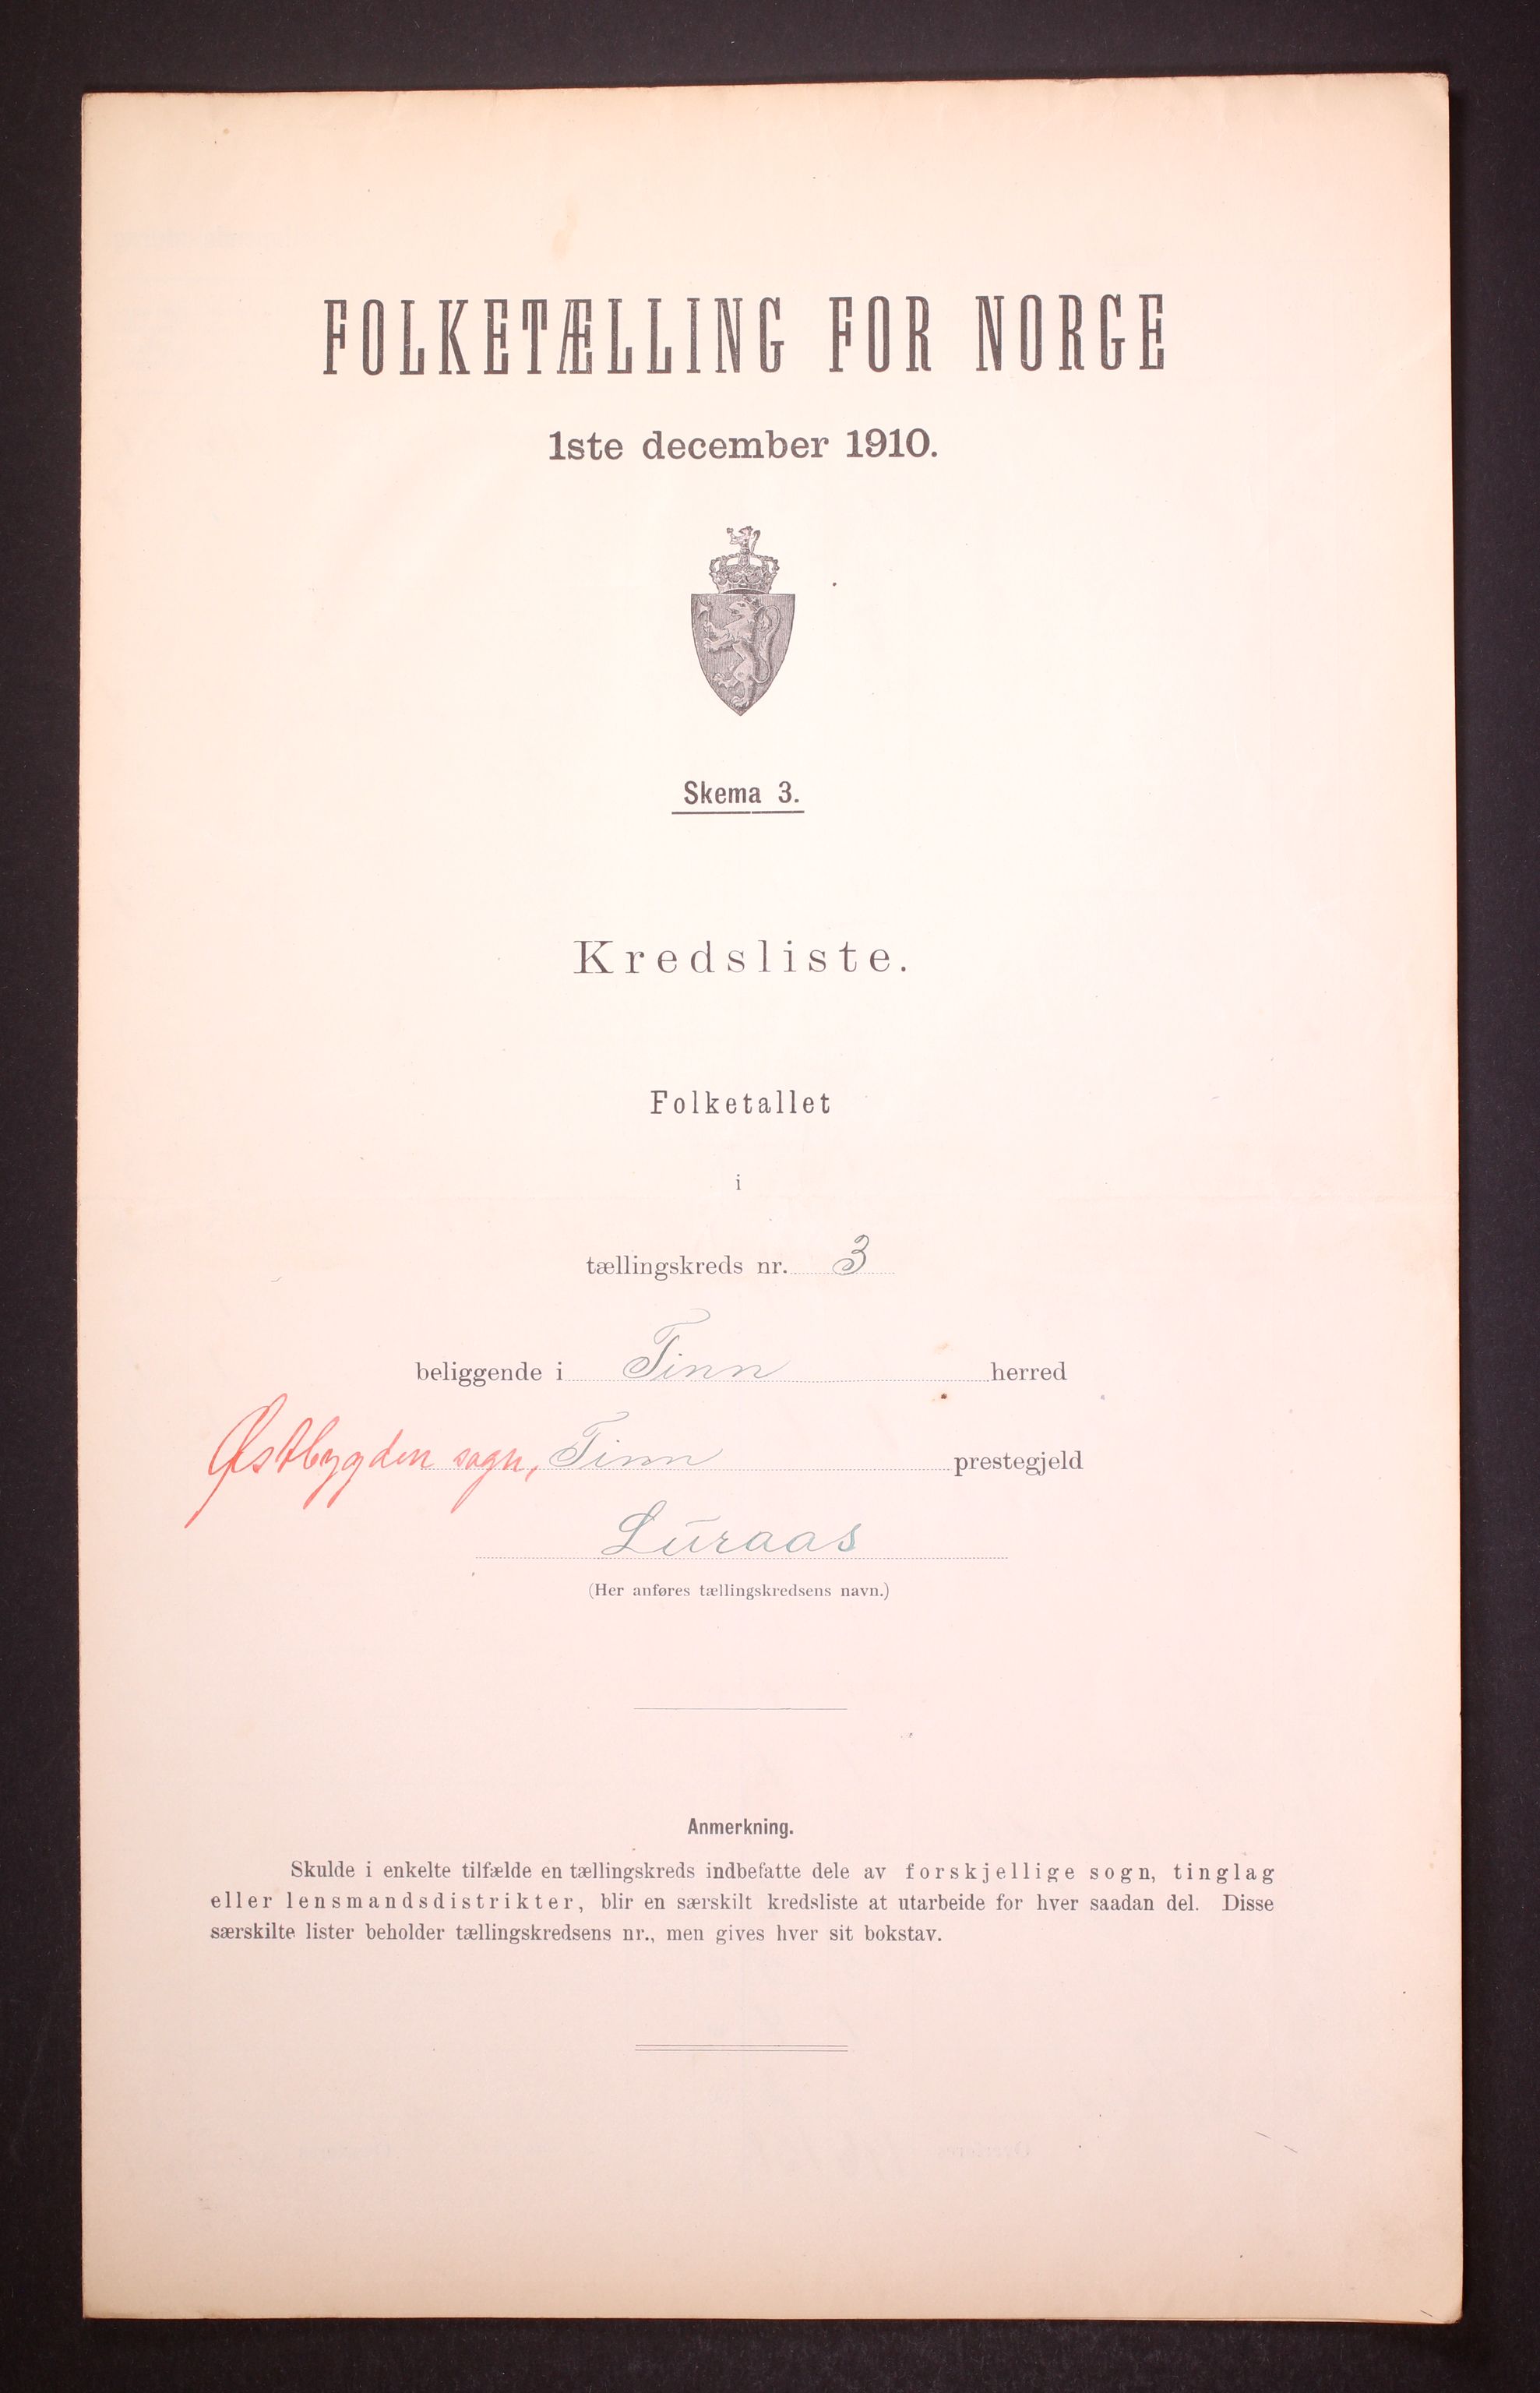 FOLKETÆLLING FOR NORGE
1ste december 1910.
Skema 3.
Kredsliste.
Folketallet
i
tællingskreds nr. 3
beliggende i Tinn herred
Østbygden sogn, Tinn prestegjeld
Luraas
(Her anføres tællingskredsens navn.)
Anmerkning.
Skulde i enkelte tilfælde en tællingskreds indbefatte dele av forskjellige sogn, tinglag
eller lensmandsdistrikter, blir en særskilt kredsliste at utarbeide for hver saadan del. Disse
særskilte lister beholder tællingskredsens nr., men gives hver sit bokstav.